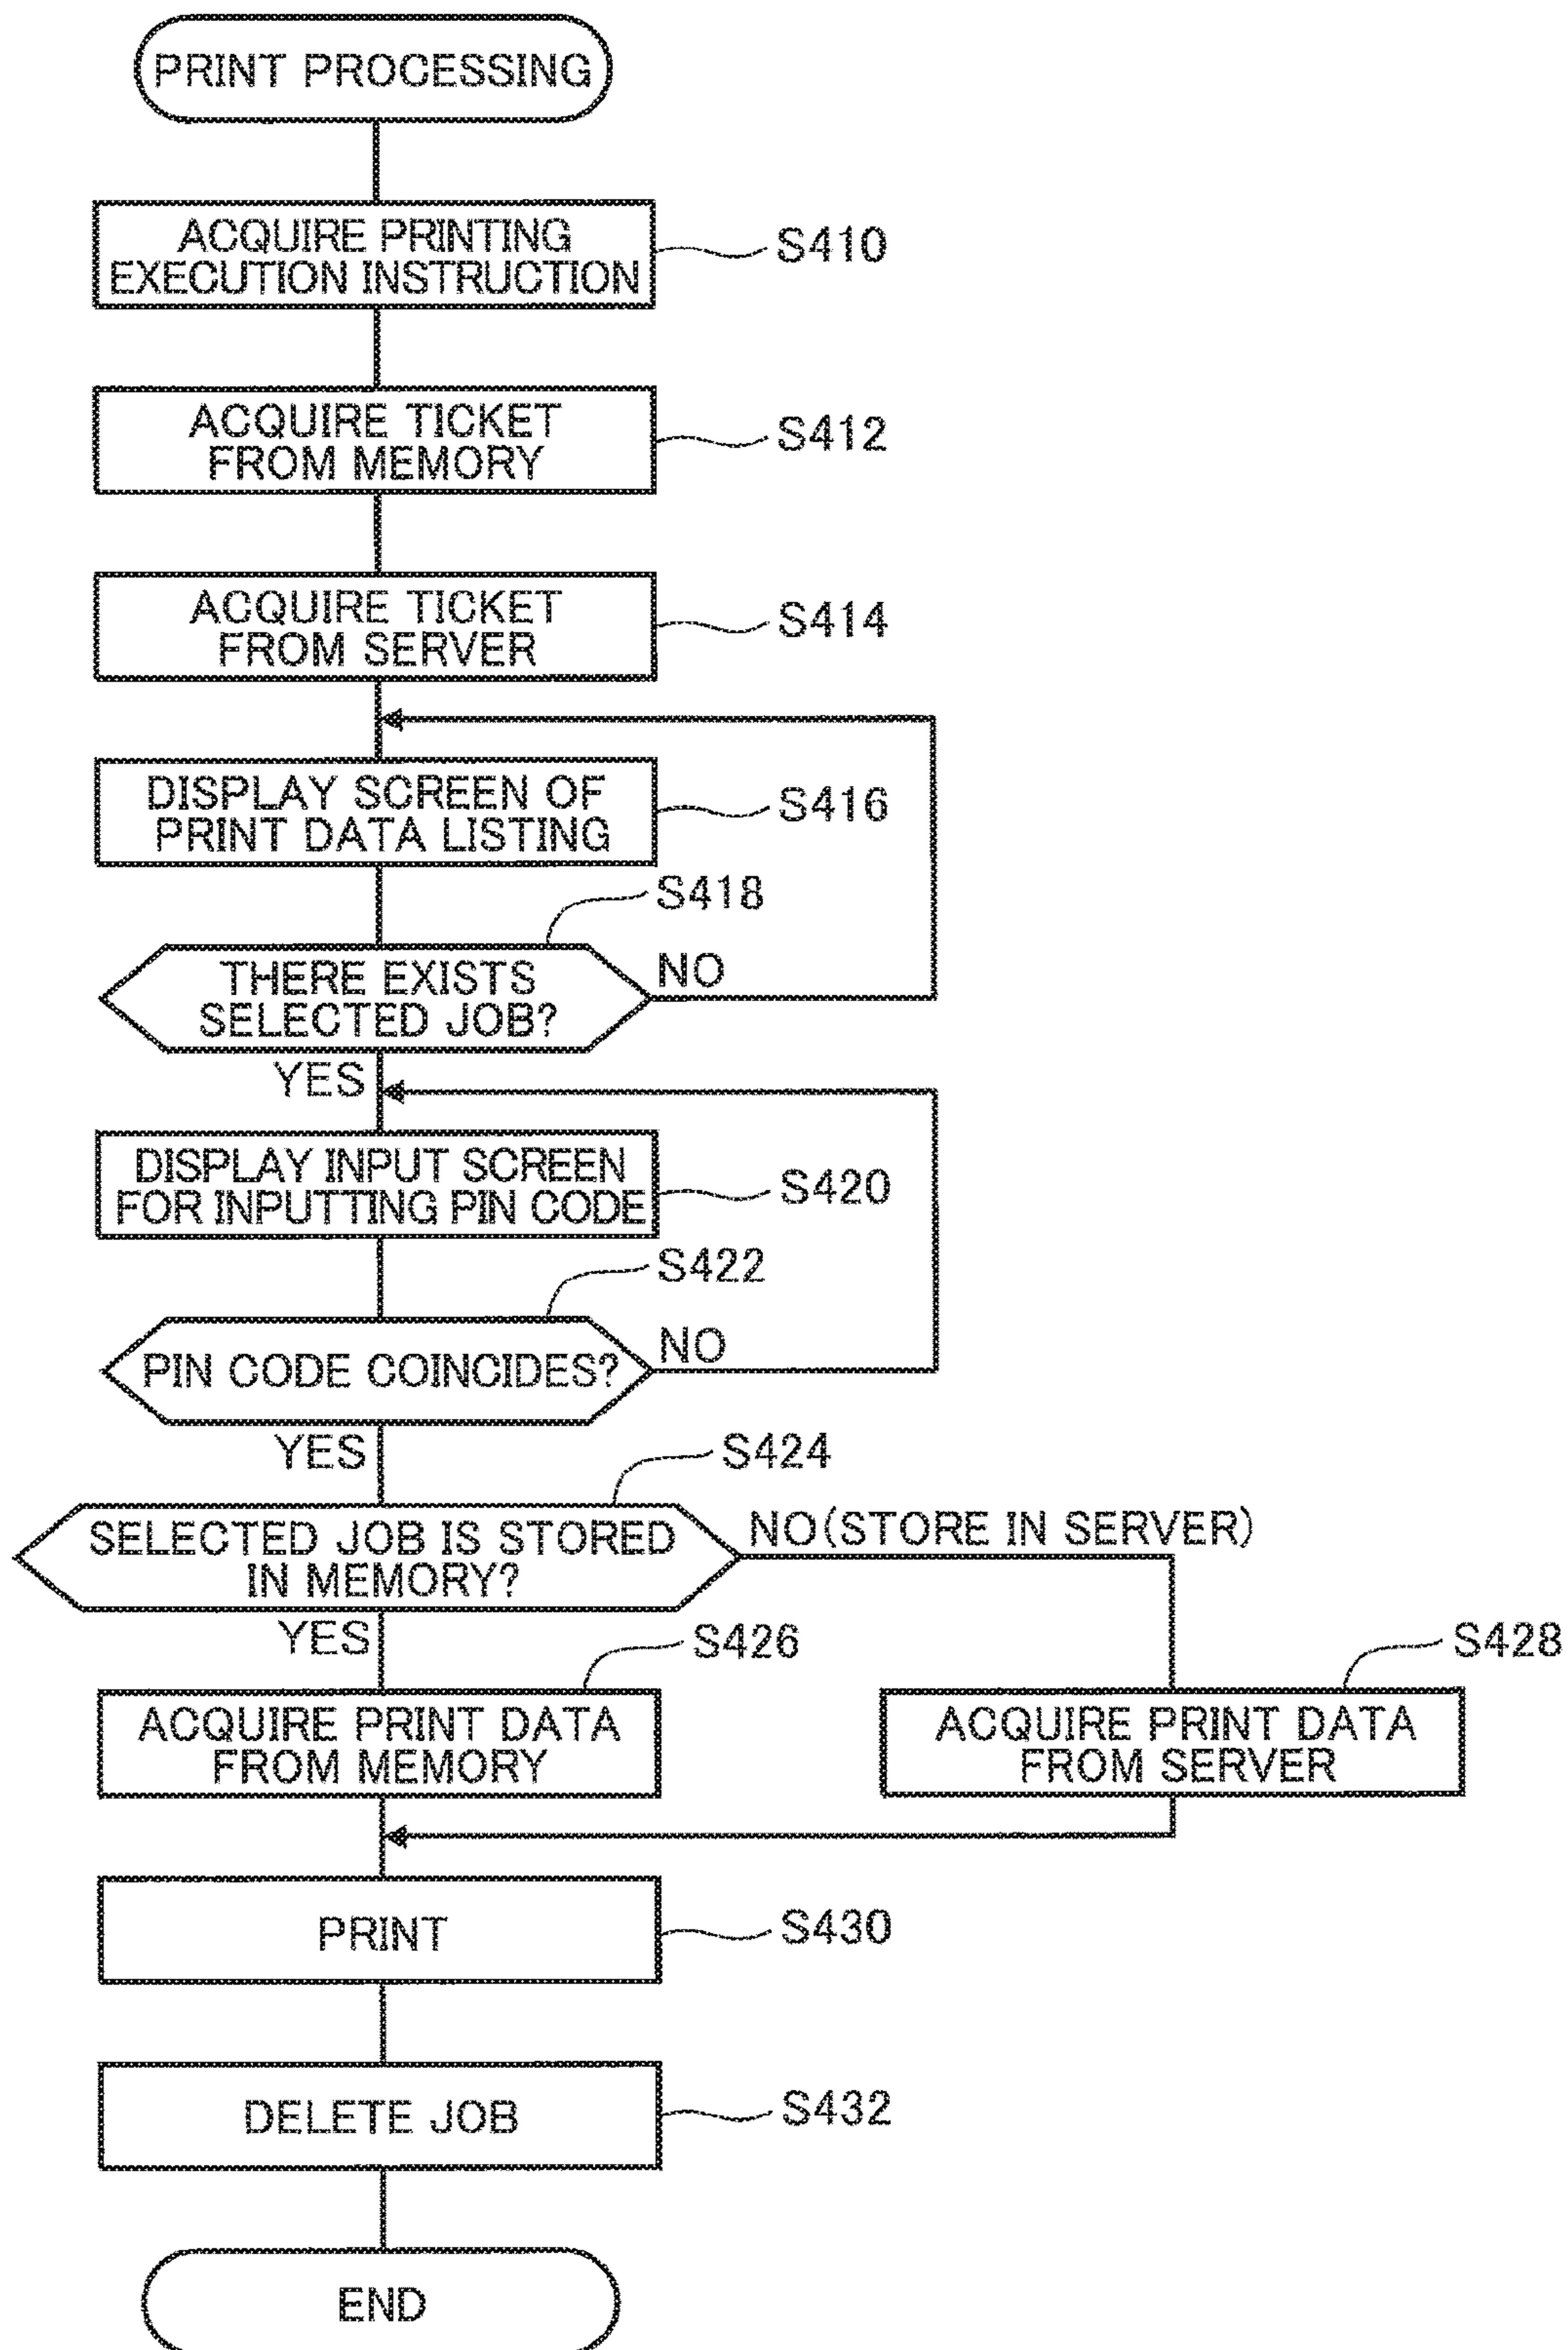 PRINT PROCESSING
ACQUIRE PRINTING
EXECUTION INSTRUCTION
S410
ACQUIRE TICKET
FROM MEMORY
S412
ACQUIRE TICKET
FROM SERVER
S414
DISPLAY SCREEN OF
PRINT DATA LISTING
S416
S418
THERE EXISTS
SELECTED JOB?
NO
YES
DISPLAY INPUT SCREEN
FOR INPUTTING PIN CODE
S420
S422
PIN CODE COINCIDES?
NO
YES
S424
SELECTED JOB IS STORED
IN MEMORY?
NO(STORE IN SERVER)
YES
S426
ACQUIRE PRINT DATA
FROM MEMORY
S428
ACQUIRE PRINT DATA
FROM SERVER
PRINT
S430
DELETE JOB
S432
END